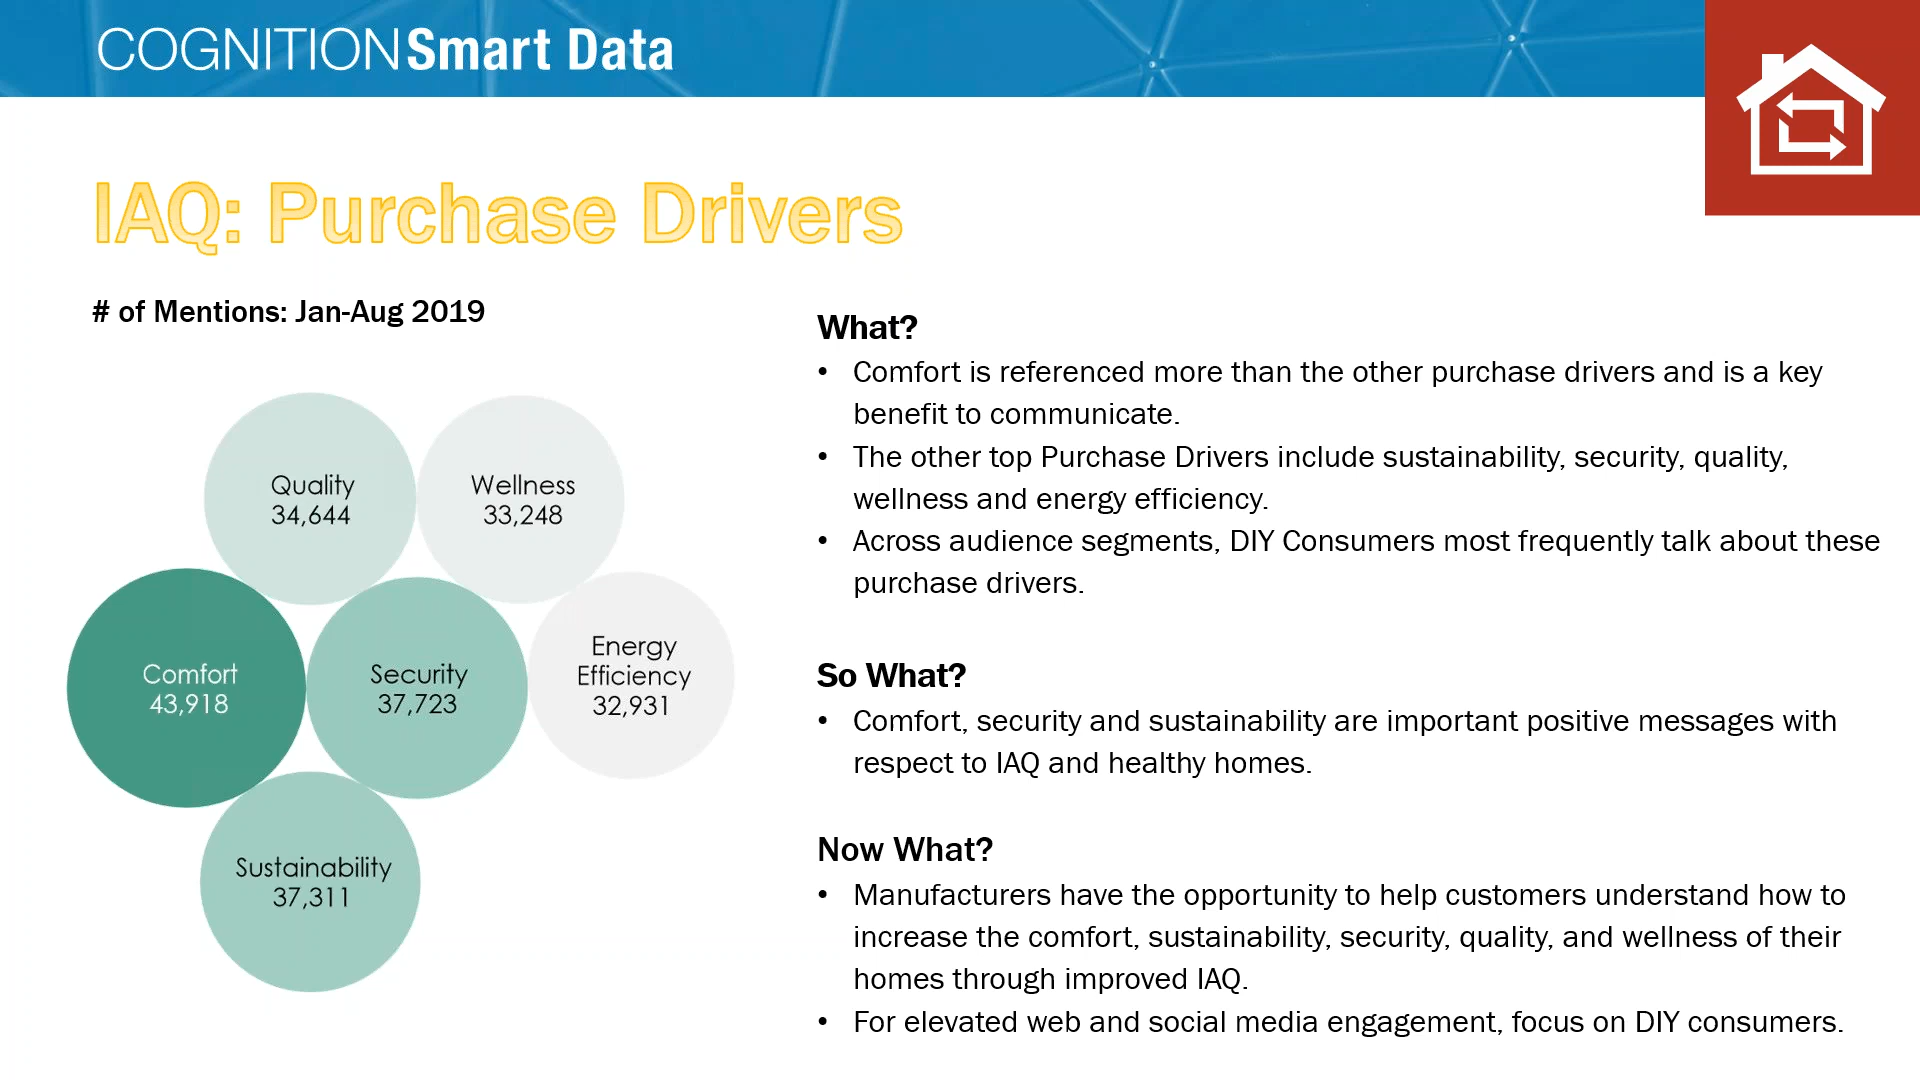 COGNITION Smart Data
IAQ: Purchase Drivers
# of Mentions: Jan-Aug 2019
Quality
34,644
Wellness
33,248
Comfort
43,918
Security
37,723
Energy
Efficiency
32,931
Sustainability
37,311
What?
• Comfort is referenced more than the other purchase drivers and is a key
benefit to communicate.
• The other top Purchase Drivers include sustainability, security, quality,
wellness and energy efficiency.
• Across audience segments, DIY Consumers most frequently talk about these
purchase drivers.
So What?
• Comfort, security and sustainability are important positive messages with
respect to IAQ and healthy homes.
Now What?
• Manufacturers have the opportunity to help customers understand how to
increase the comfort, sustainability, security, quality, and wellness of their
homes through improved IAQ.
• For elevated web and social media engagement, focus on DIY consumers.